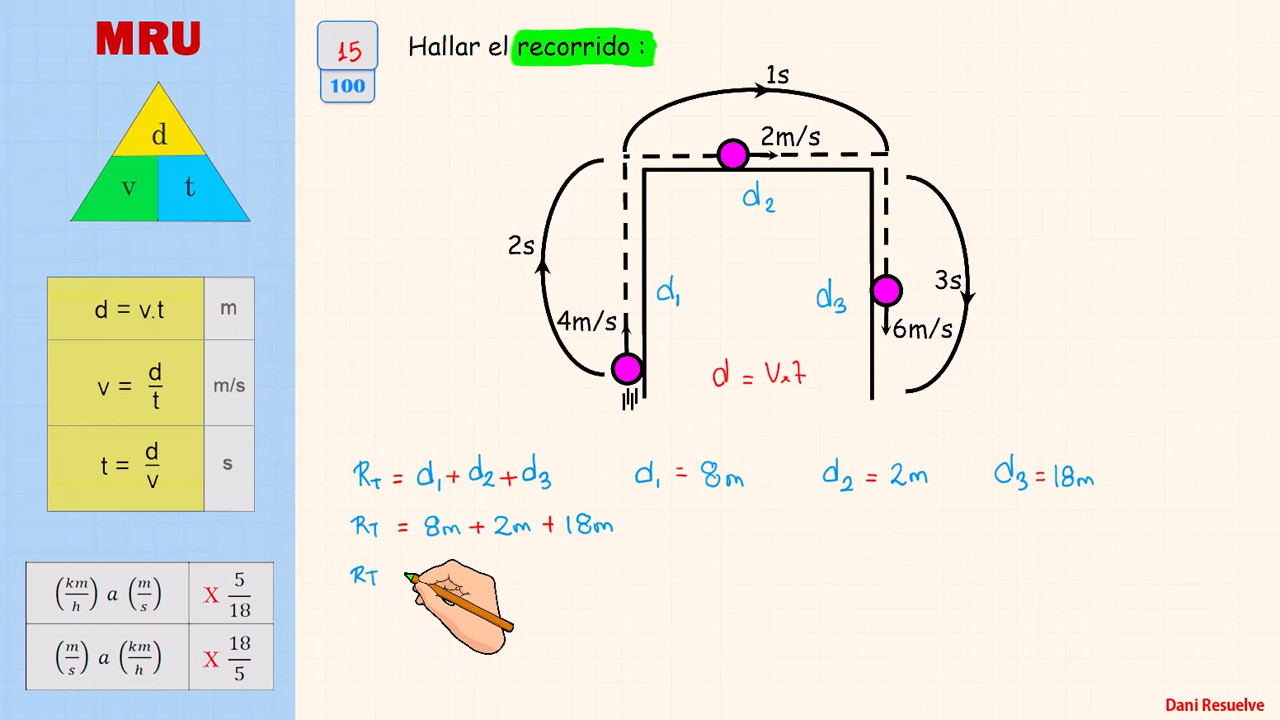 MRU
d
v
t
d = v.t
m
v = d/t
m/s
t = d/v
s
(km/h) a (m/s)
X 5/18
(m/s) a (km/h)
X 18/5
15
100
Hallar el recorrido :
1s
2m/s
d2
2s
d1
d3
3s
4m/s
6m/s
d = V.t
RT = d1 + d2 + d3
d1 = 8m
d2 = 2m
d3 = 18m
RT = 8m + 2m + 18m
RT
Dani Resuelve